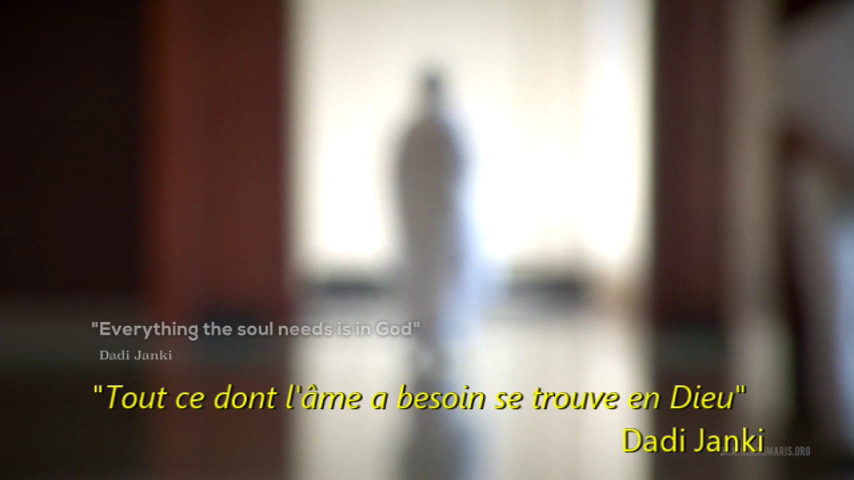 "Everything the soul needs is in God"
Dadi Janki
"Tout ce dont l'âme a besoin se trouve en Dieu"
Dadi Janki